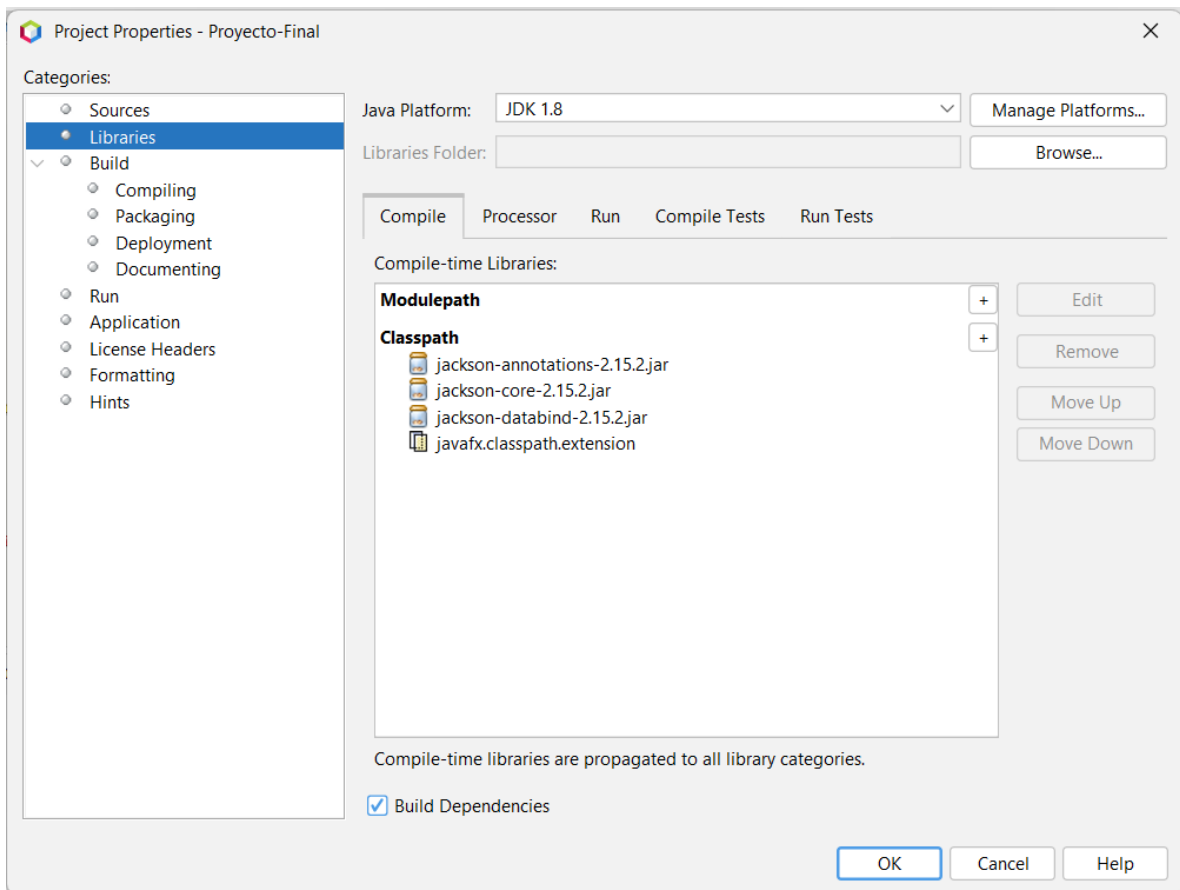 Project Properties - Proyecto-Final
Categories:
Sources
Libraries
Build
Compiling
Packaging
Deployment
Documenting
Run
Application
License Headers
Formatting
Hints
Java Platform: JDK 1.8 Manage Platforms...
Libraries Folder: Browse...
Compile Processor Run Compile Tests Run Tests
Compile-time Libraries:
Modulepath + Edit
Classpath +
Remove
jackson-annotations-2.15.2.jar
jackson-core-2.15.2.jar
Move Up
jackson-databind-2.15.2.jar
javafx.classpath.extension
Move Down
Compile-time libraries are propagated to all library categories.
Build Dependencies
OK Cancel Help